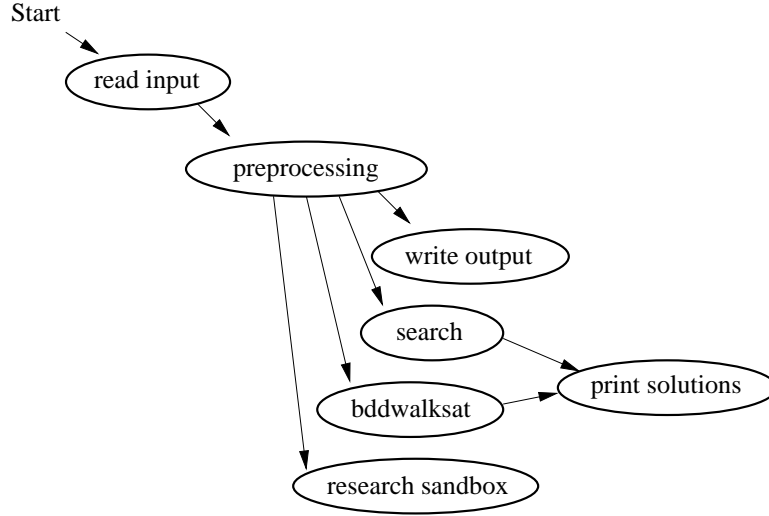 Start
read input
preprocessing
write output
search
print solutions
bddwalksat
research sandbox